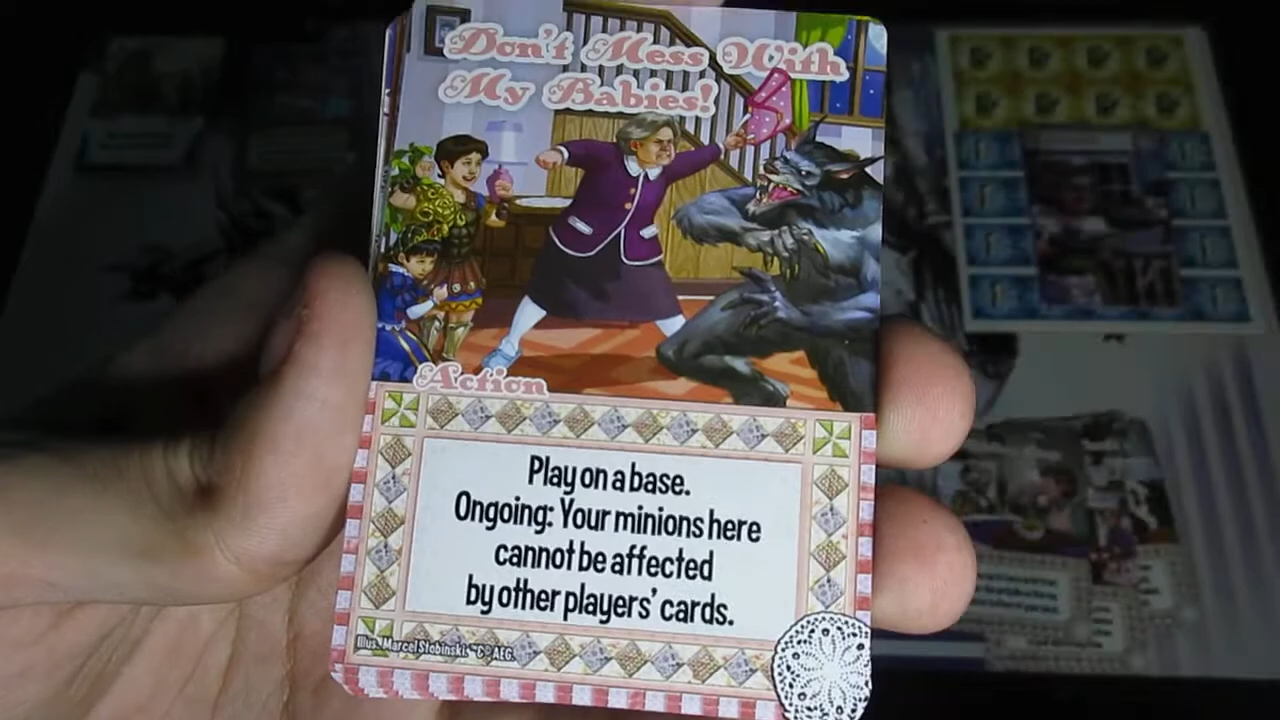 Don't Mess With
My Babies!
Action
Play on a base.
Ongoing: Your minions here
cannot be affected
by other players' cards.
Illus. Marcel Stobinski. ™&© AEG.